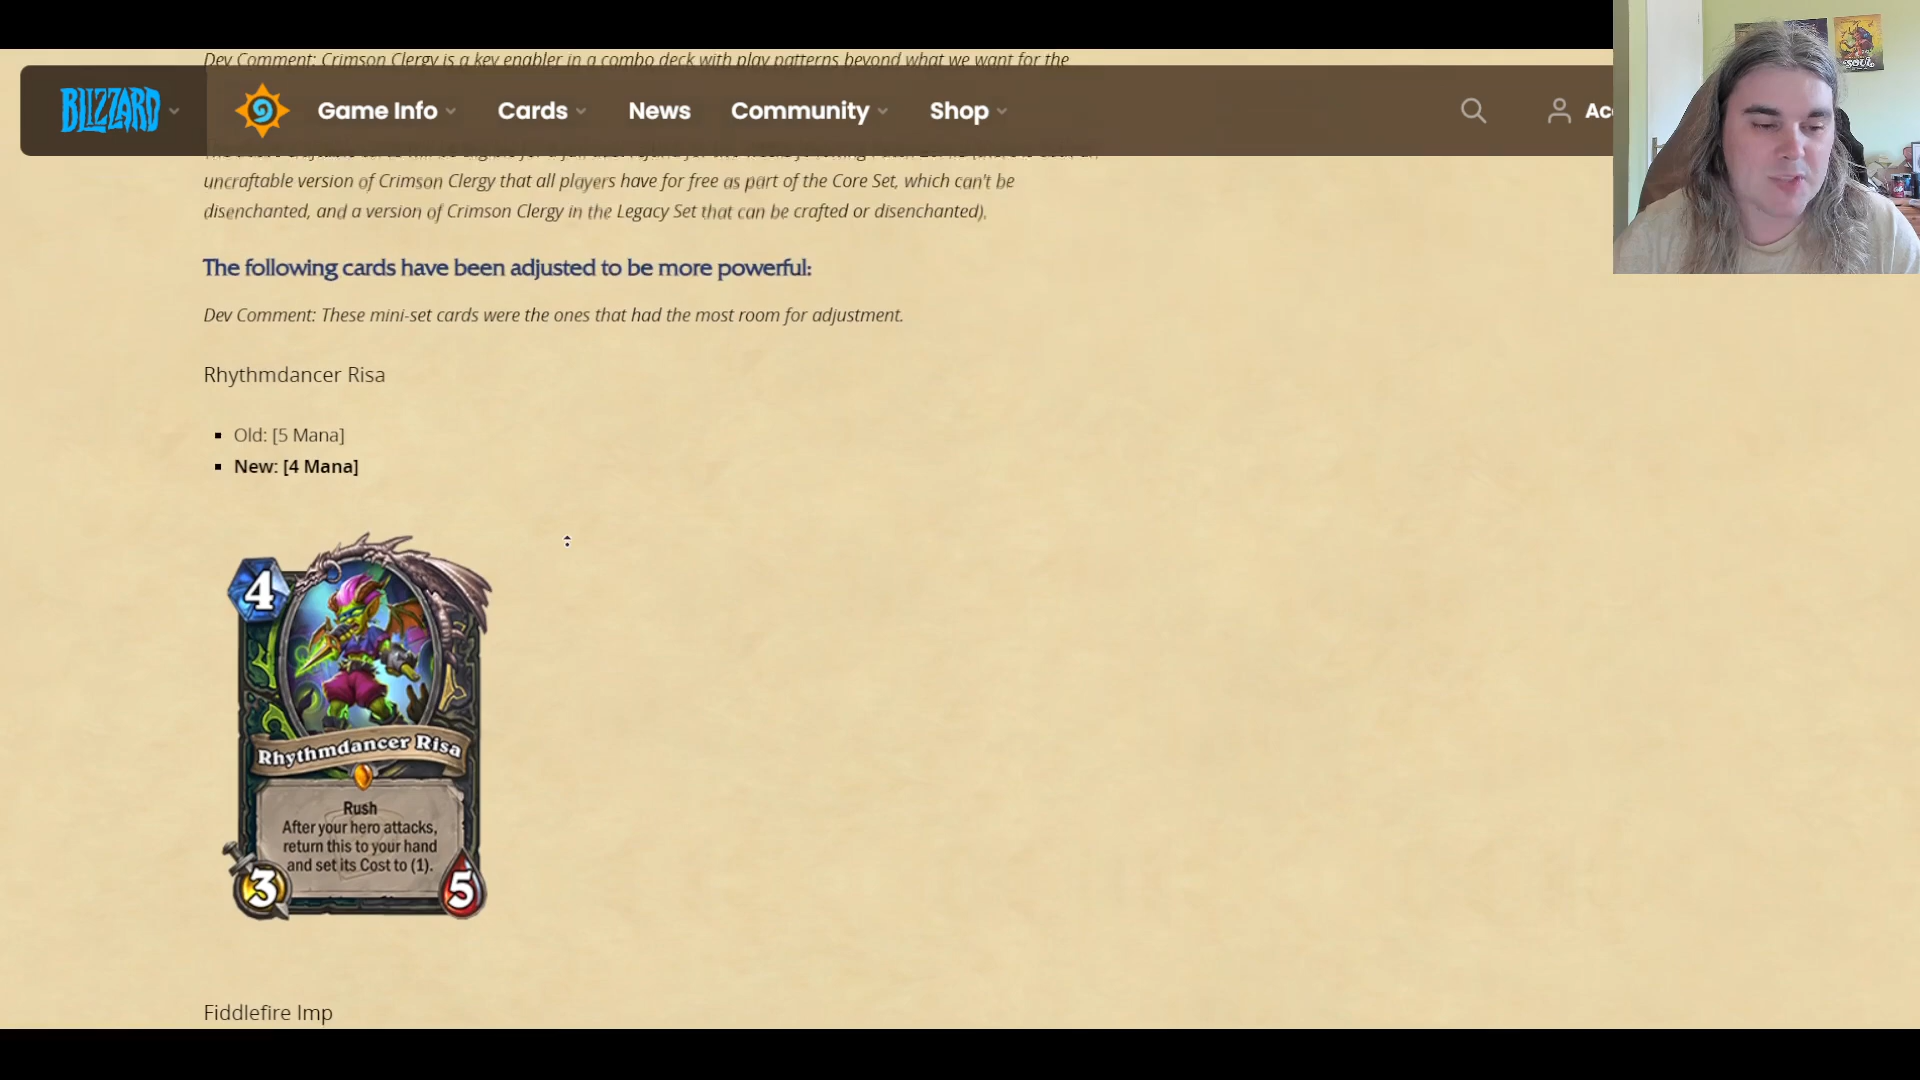 Dev Comment: Crimson Clergy is a key enabler in a combo deck with play patterns beyond what we want for the
BLIZZARD
Game Info
Cards
News
Community
Shop
uncraftable version of Crimson Clergy that all players have for free as part of the Core Set, which can't be
disenchanted, and a version of Crimson Clergy in the Legacy Set that can be crafted or disenchanted).
The following cards have been adjusted to be more powerful:
Dev Comment: These mini-set cards were the ones that had the most room for adjustment.
Rhythmdancer Risa
Old: [5 Mana]
New: [4 Mana]
4
Rhythmdancer Risa
Rush
After your hero attacks,
return this to your hand
and set its Cost to (1).
3
5
Fiddlefire Imp